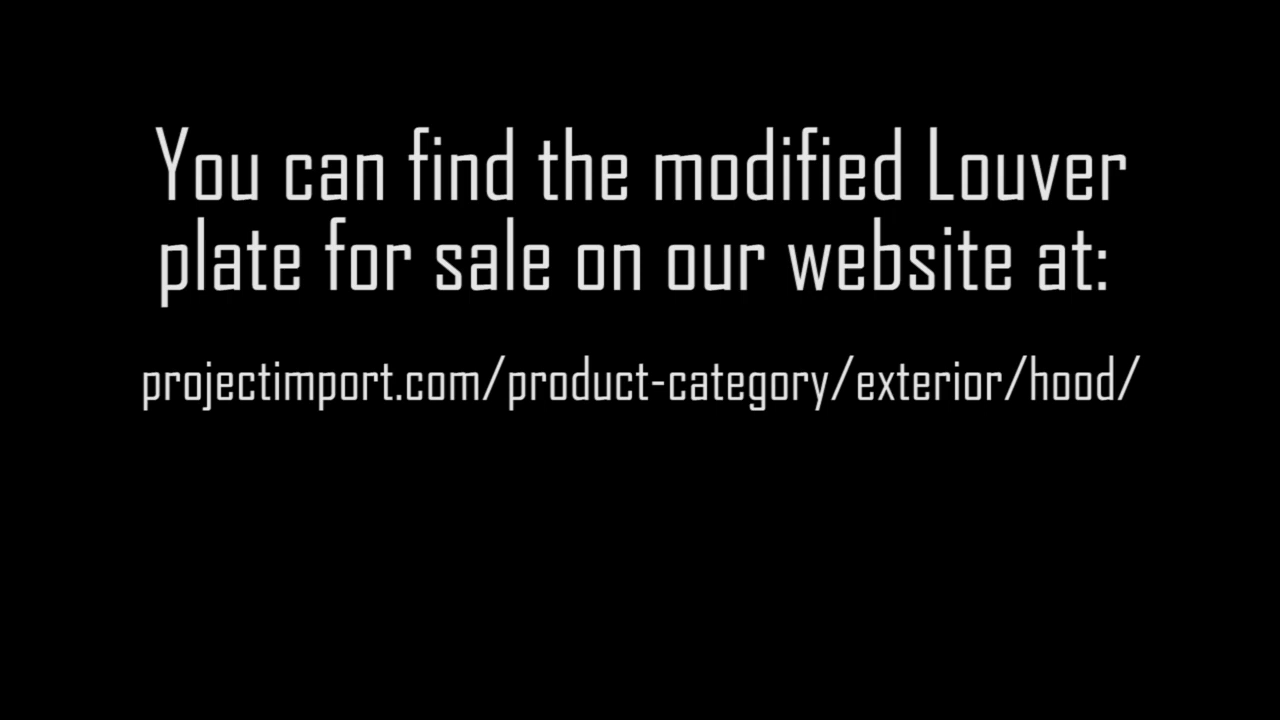 You can find the modified Louver
plate for sale on our website at:
projectimport.com/product-category/exterior/hood/